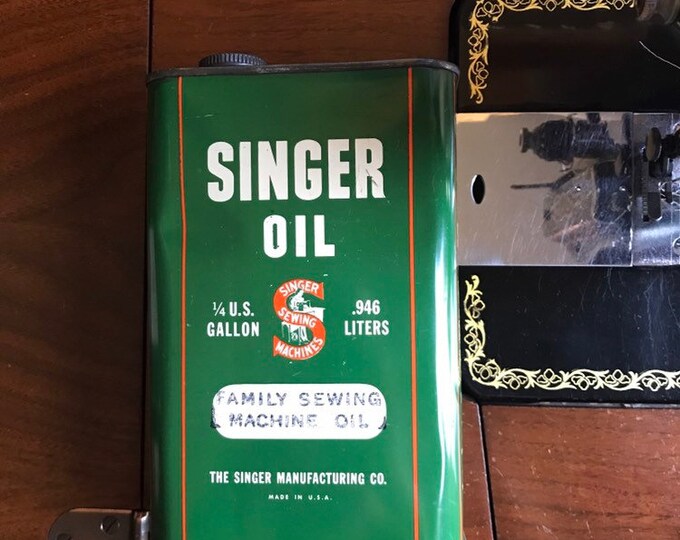 SINGER
OIL
¼ U.S.
GALLON
SINGER
SEWING
MACHINES
.946
LITERS
FAMILY SEWING
MACHINE OIL
THE SINGER MANUFACTURING CO.
MADE IN U.S.A.